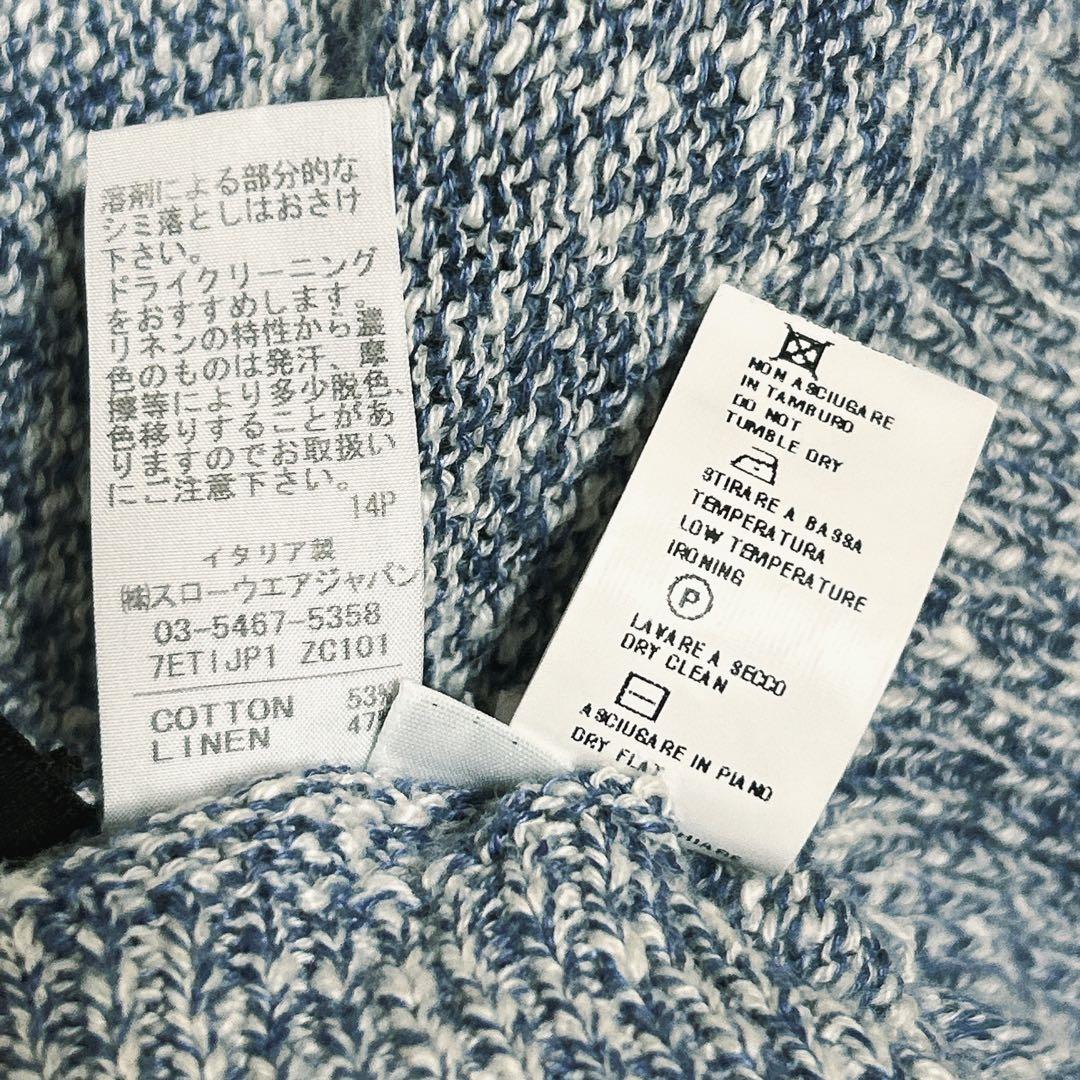 溶剤による部分的な
シミ落としはおさけ
下さい。
ドライクリーニング
をおすすめします。
リネンの特性から濃
色のものは発汗、摩
擦等により多少脱色、
色移りすることがあ
りますのでお取扱い
にご注意下さい。
14P
イタリア製
㈱スローウエアジャパン
03-5467-5358
7ETIJP1 ZC101
COTTON 53%
LINEN 47
NON ASCIUGARE
IN TAMBURO
DO NOT
TUMBLE DRY
STIRARE A BASSA
TEMPERATURA
LOW TEMPERATURE
IRONING
P
LAVARE A SECCO
DRY CLEAN
ASCIUGARE IN PIANO
DRY FLAT